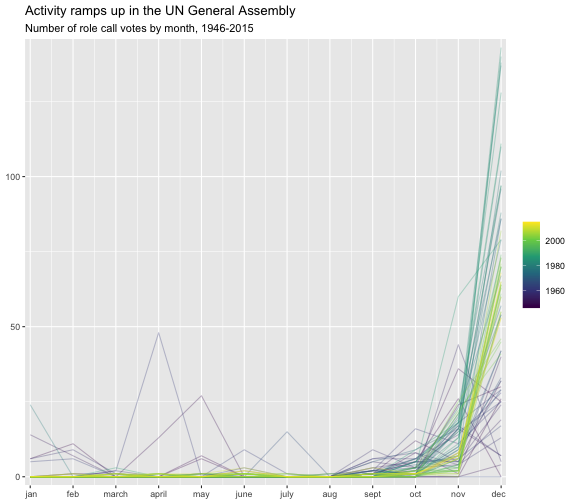 Activity ramps up in the UN General Assembly
Number of role call votes by month, 1946-2015
100
50
0
jan feb march april may june july aug sept oct nov dec
2000
1980
1960